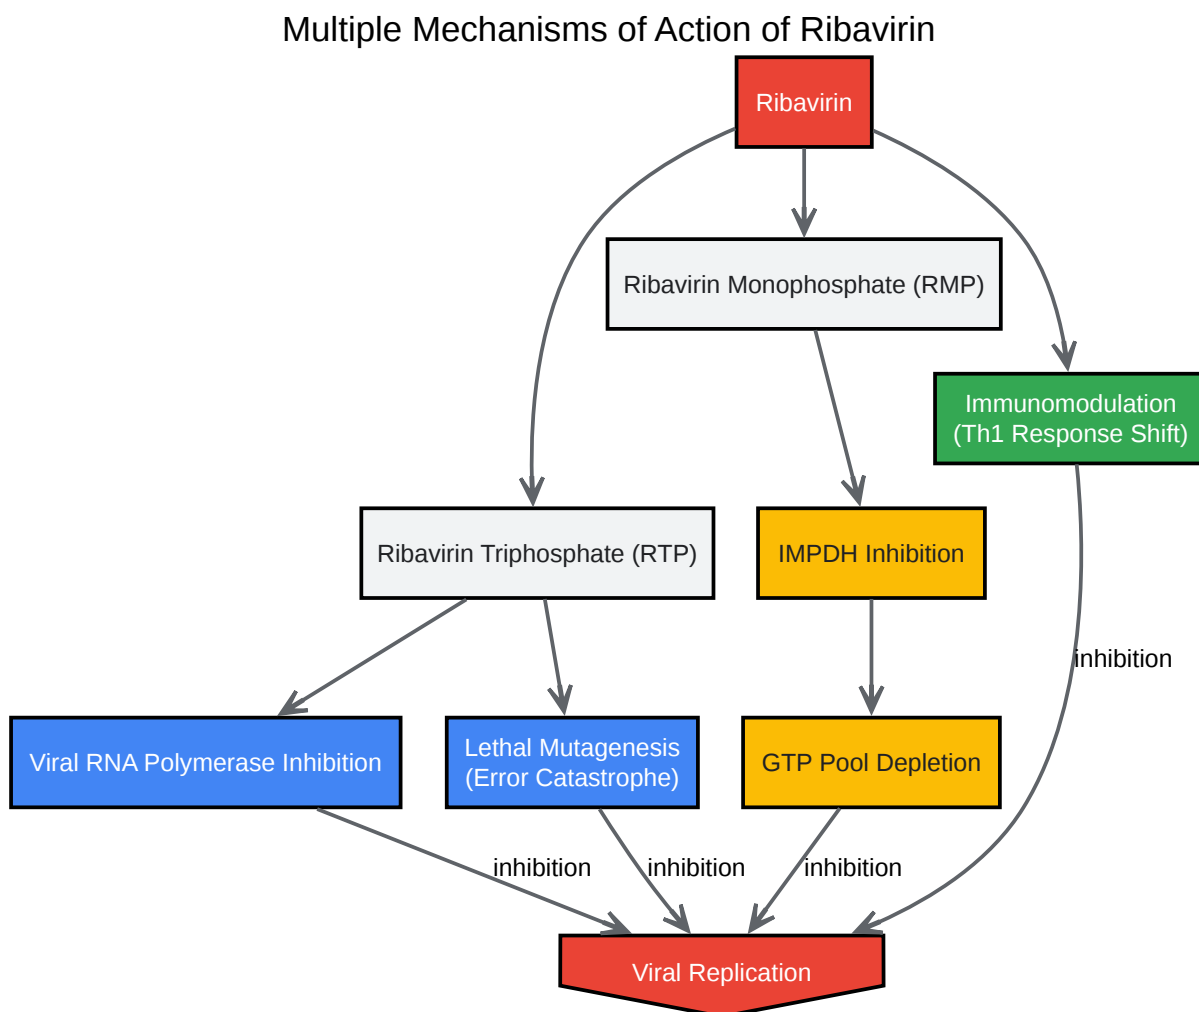 Multiple Mechanisms of Action of Ribavirin
Ribavirin
Ribavirin Monophosphate (RMP)
Immunomodulation
(Th1 Response Shift)
Ribavirin Triphosphate (RTP)
IMPDH Inhibition
inhibition
Viral RNA Polymerase Inhibition
Lethal Mutagenesis
(Error Catastrophe)
GTP Pool Depletion
inhibition
inhibition
inhibition
Viral Replication